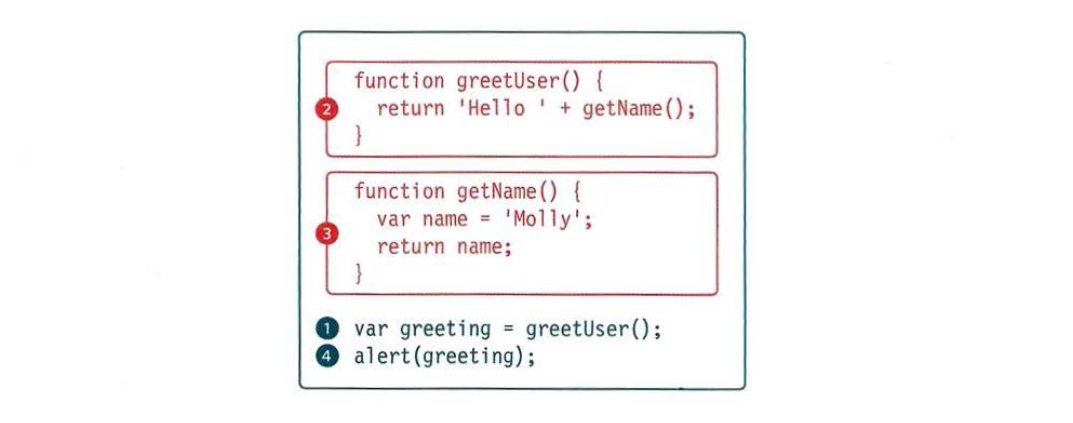 function greetUser() {
2 return 'Hello ' + getName();
}
function getName() {
var name = 'Molly';
3
return name;
}
1 var greeting = greetUser();
4 alert(greeting);